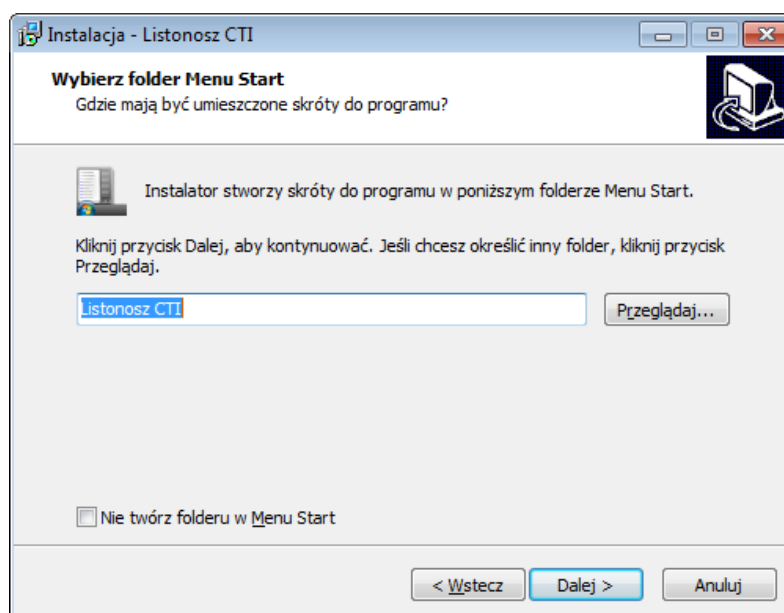 Instalacja - Listonosz CTI
Wybierz folder Menu Start
Gdzie mają być umieszczone skróty do programu?
Instalator stworzy skróty do programu w poniższym folderze Menu Start.
Kliknij przycisk Dalej, aby kontynuować. Jeśli chcesz określić inny folder, kliknij przycisk
Przeglądaj.
Listonosz CTI
Przeglądaj...
Nie twórz folderu w Menu Start
< Wstecz
Dalej >
Anuluj